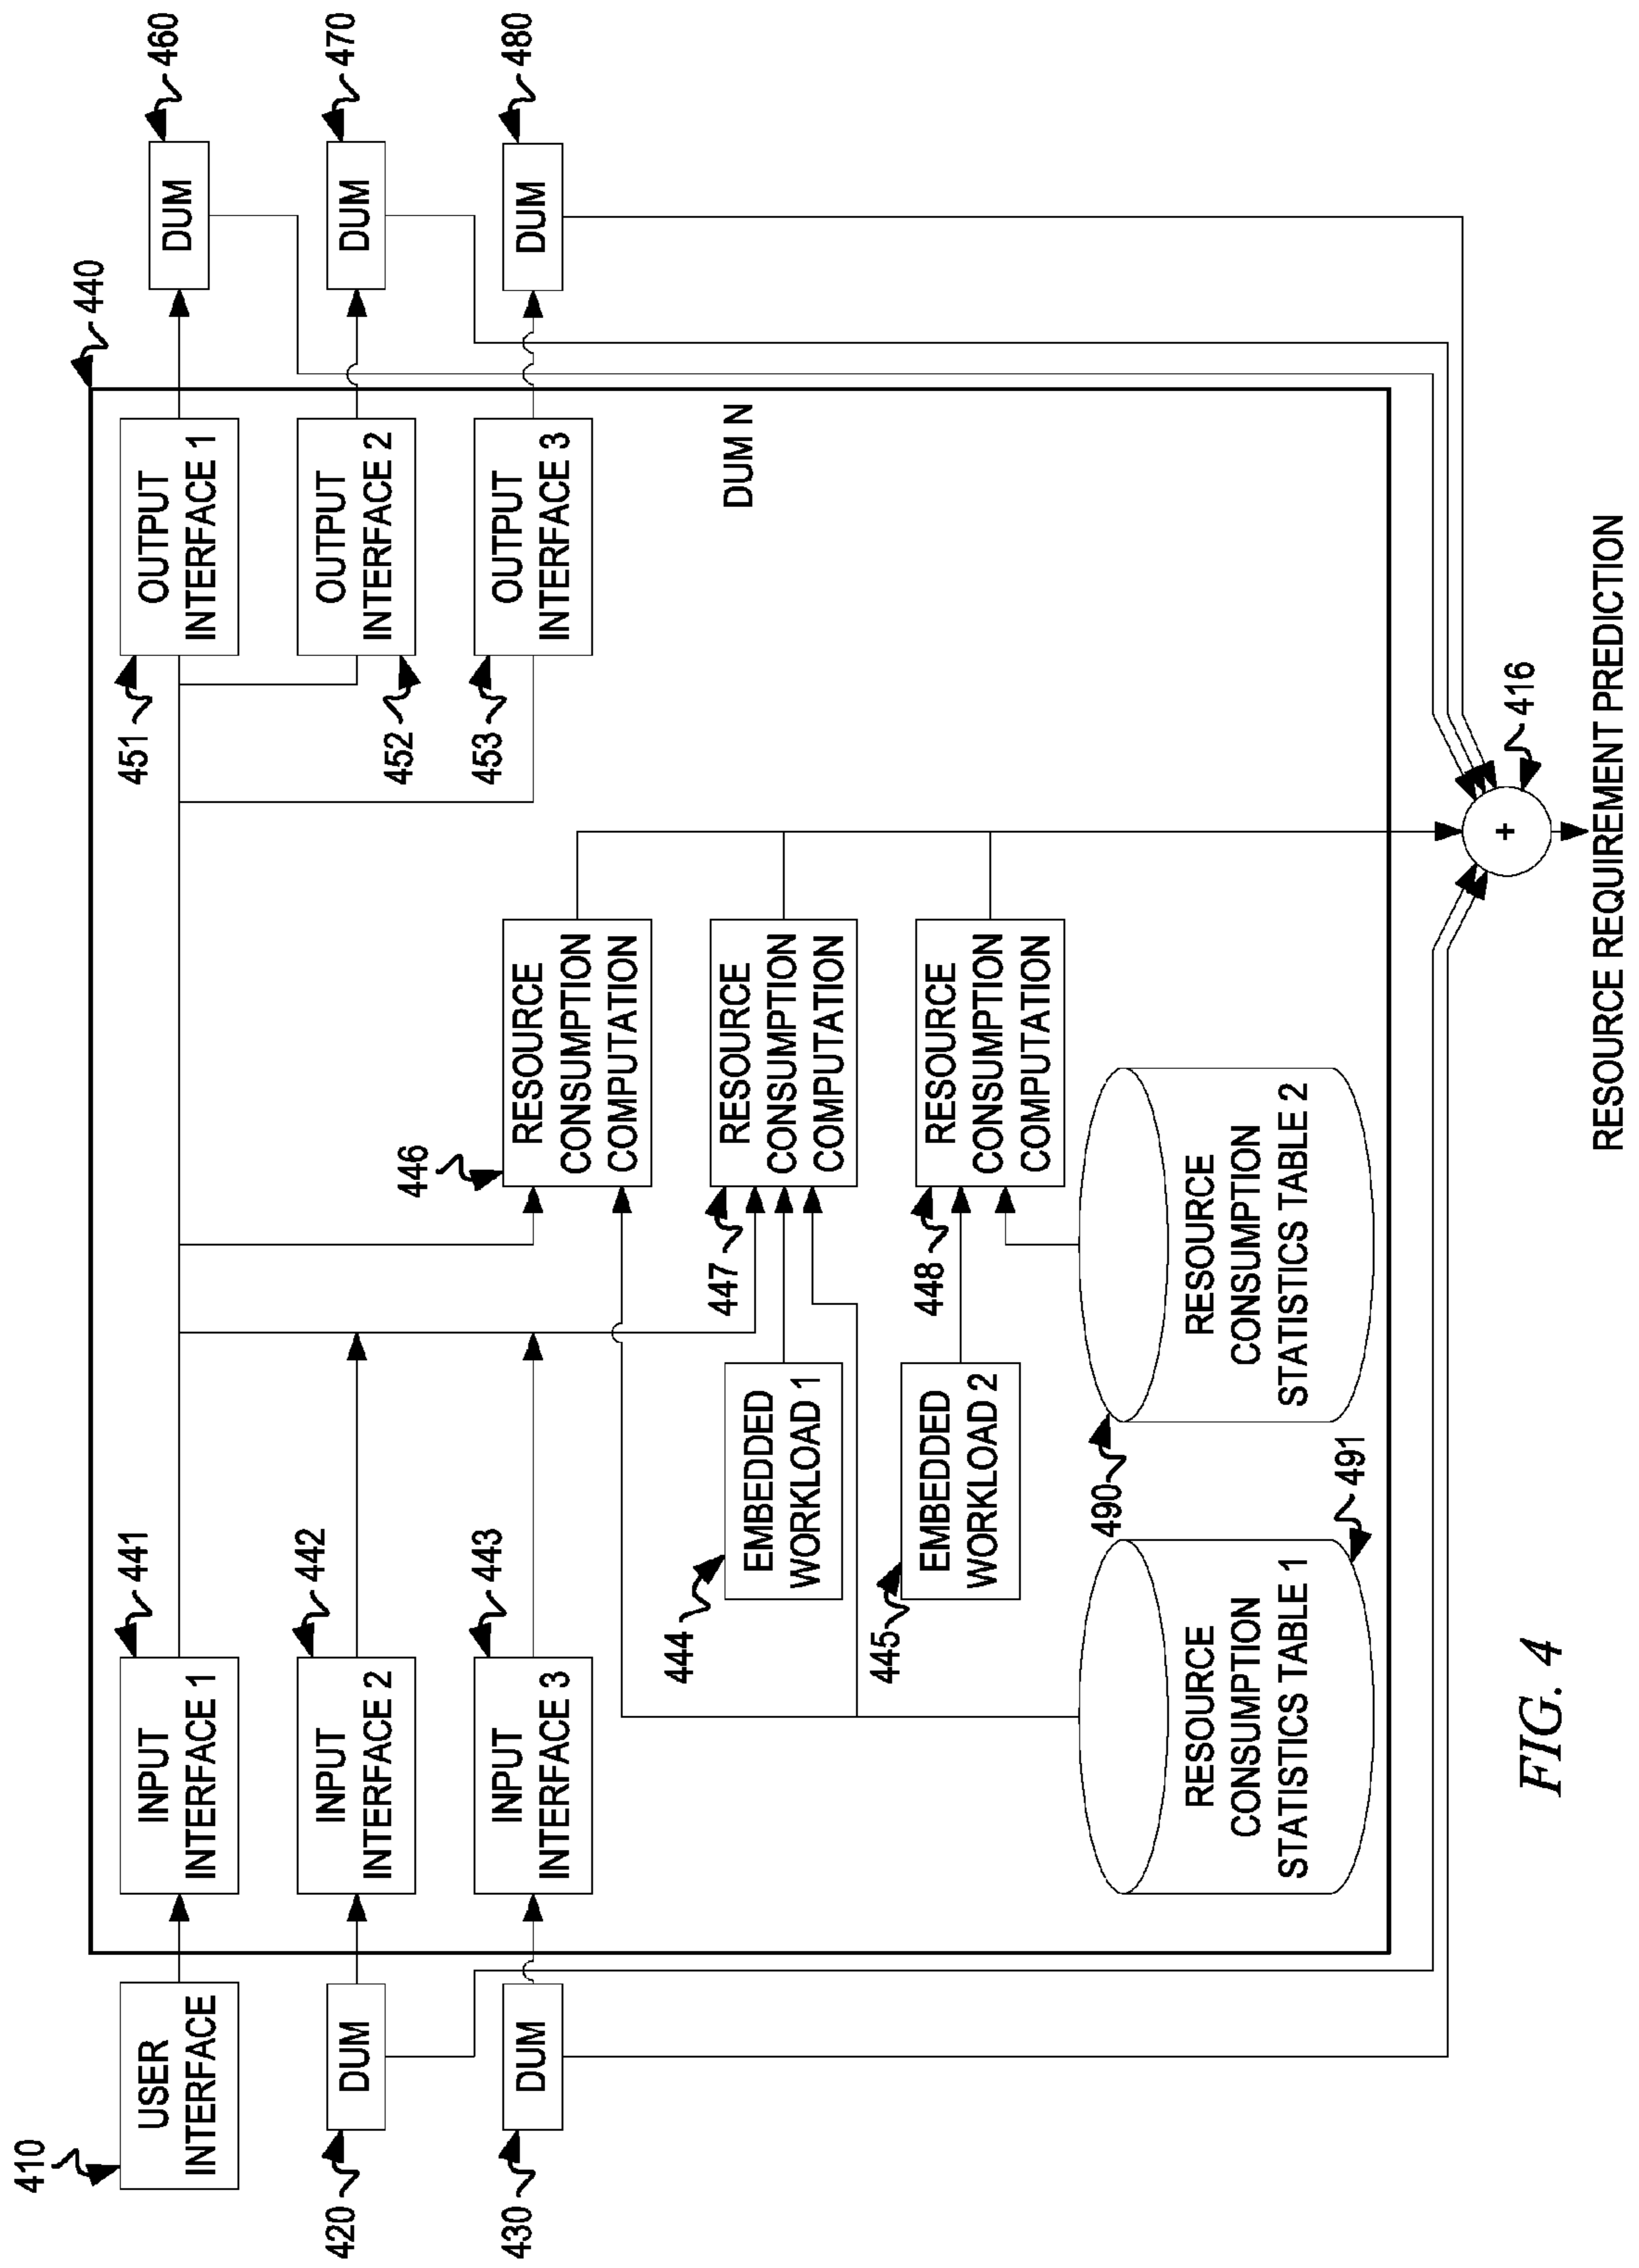 410
USER
INTERFACE
420
DUM
430
DUM
441
INPUT
INTERFACE 1
442
INPUT
INTERFACE 2
443
INPUT
INTERFACE 3
444
EMBEDDED
WORKLOAD 1
445
EMBEDDED
WORKLOAD 2
491
RESOURCE
CONSUMPTION
STATISTICS TABLE 1
490
RESOURCE
CONSUMPTION
STATISTICS TABLE 2
446
RESOURCE
CONSUMPTION
COMPUTATION
447
RESOURCE
CONSUMPTION
COMPUTATION
448
RESOURCE
CONSUMPTION
COMPUTATION
451
OUTPUT
INTERFACE 1
452
OUTPUT
INTERFACE 2
453
OUTPUT
INTERFACE 3
DUM N
440
DUM
460
DUM
470
DUM
480
+
416
RESOURCE REQUIREMENT PREDICTION
FIG. 4